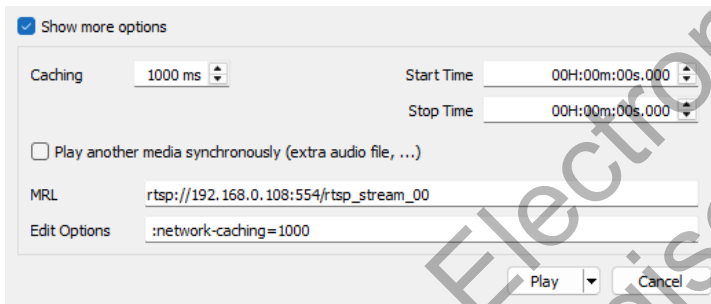 Show more options
Caching 1000 ms Start Time 00H:00m:00s.000
Stop Time 00H:00m:00s.000
Play another media synchronously (extra audio file, ...)
MRL rtsp://192.168.0.108:554/rtsp_stream_00
Edit Options :network-caching=1000
Play Cancel
Electron